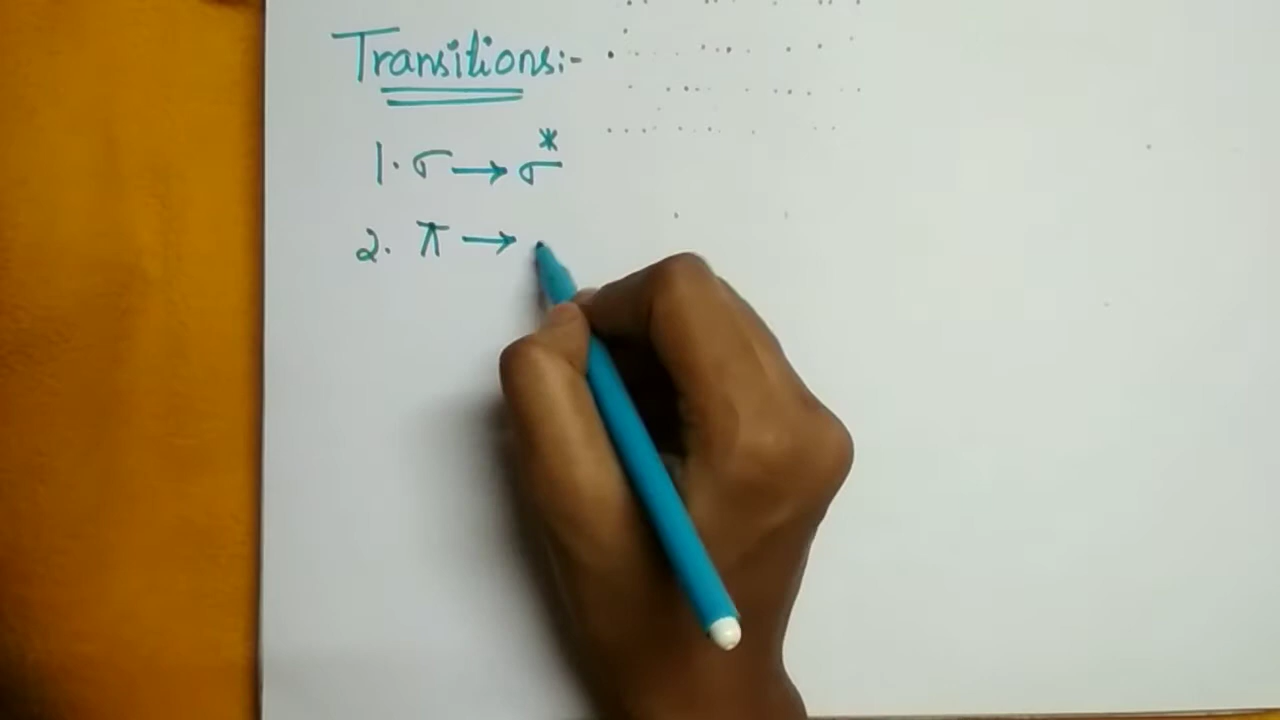 Transitions:-
1. σ → σ*
2. π →